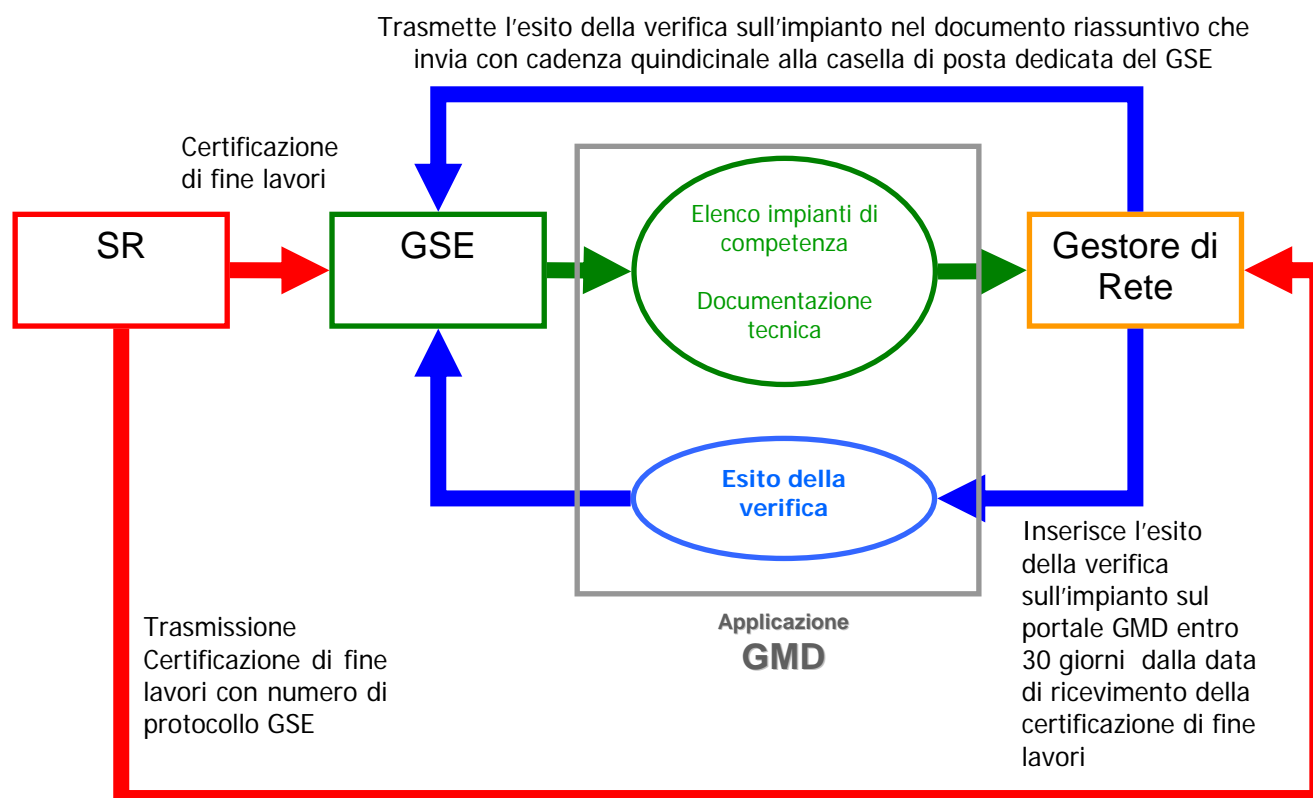 Trasmette l'esito della verifica sull'impianto nel documento riassuntivo che
invia con cadenza quindicinale alla casella di posta dedicata del GSE
Certificazione
di fine lavori
SR
GSE
Elenco impianti di
competenza
Documentazione
tecnica
Gestore di
Rete
Esito della
verifica
Applicazione
GMD
Trasmissione
Certificazione di fine
lavori con numero di
protocollo GSE
Inserisce l'esito
della verifica
sull'impianto sul
portale GMD entro
30 giorni dalla data
di ricevimento della
certificazione di fine
lavori